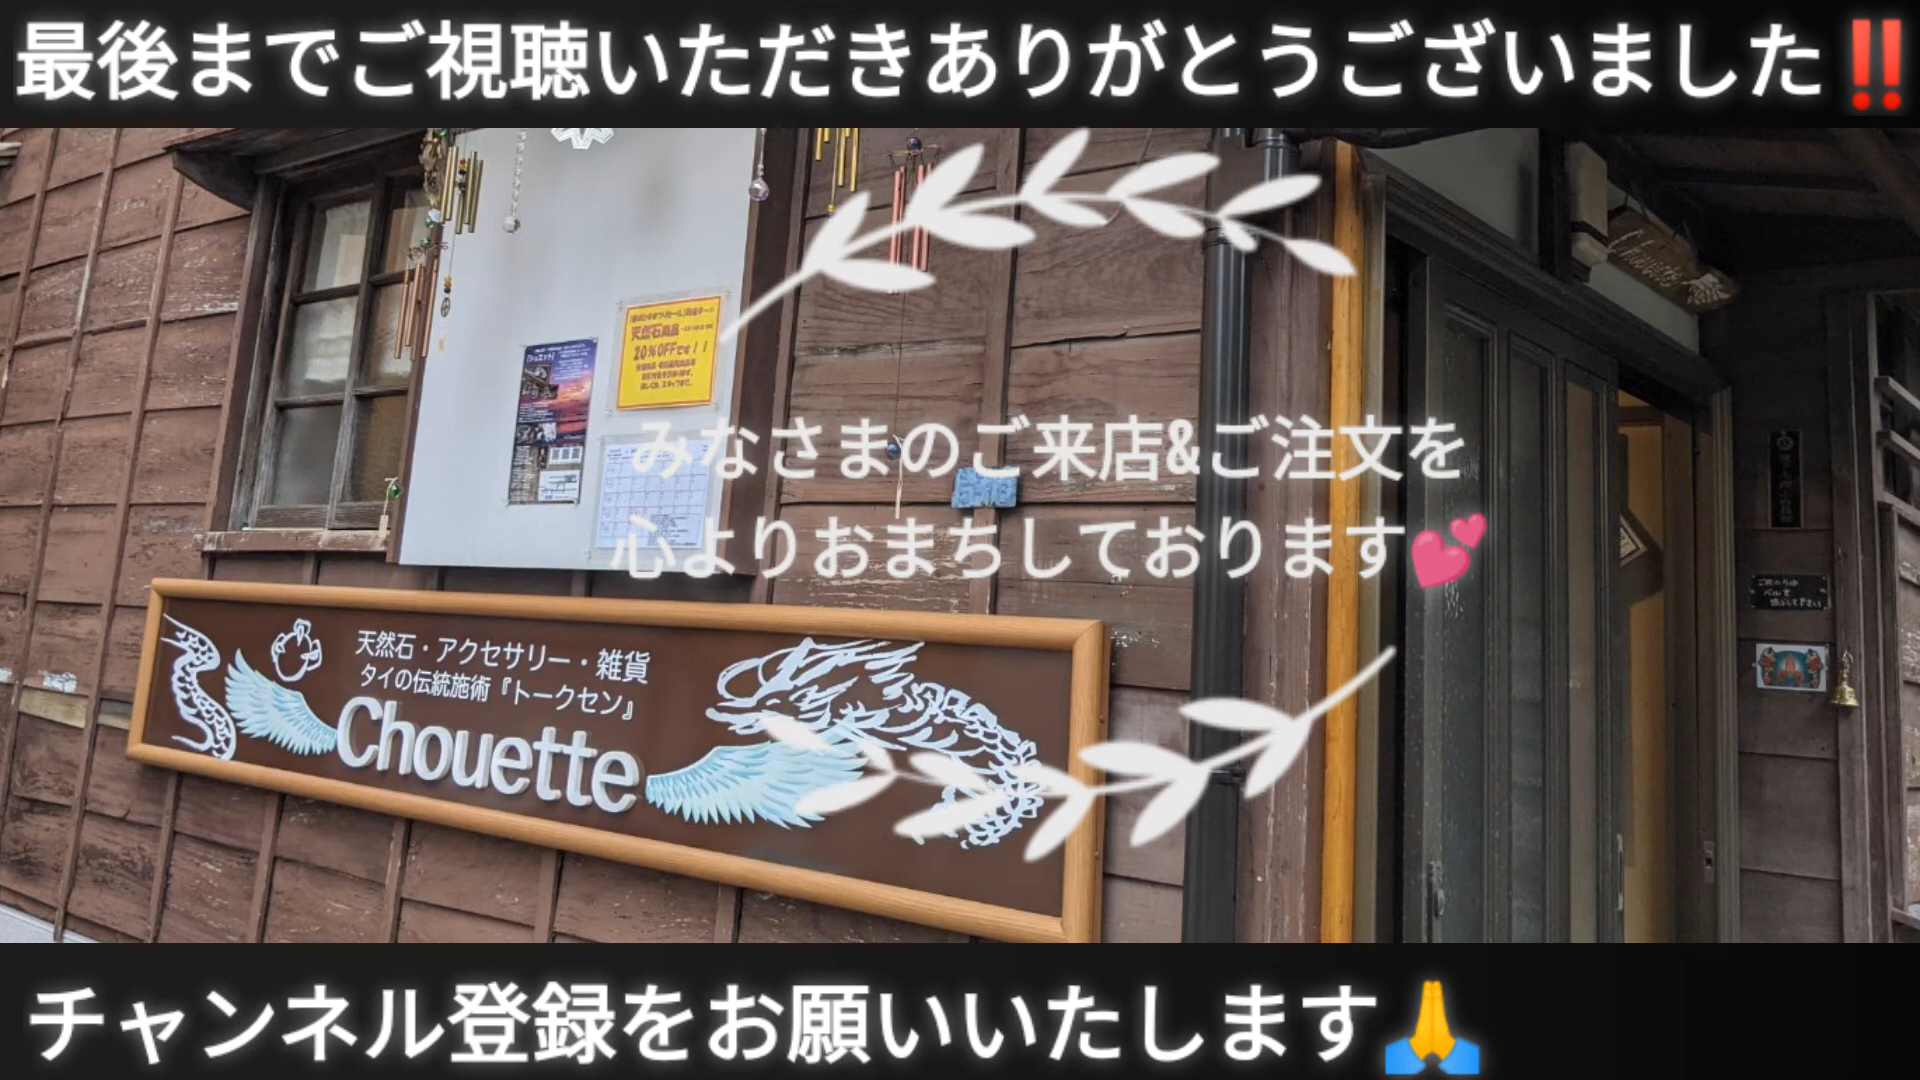 最後までご視聴いただきありがとうございました‼
天然石商品
20%OFFです！！
みなさまのご来店&ご注文を
5-16
心よりおまちしております💕
天然石・アクセサリー・雑貨
タイの伝統施術『トークセン』
Chouette
チャンネル登録をお願いいたします🙏